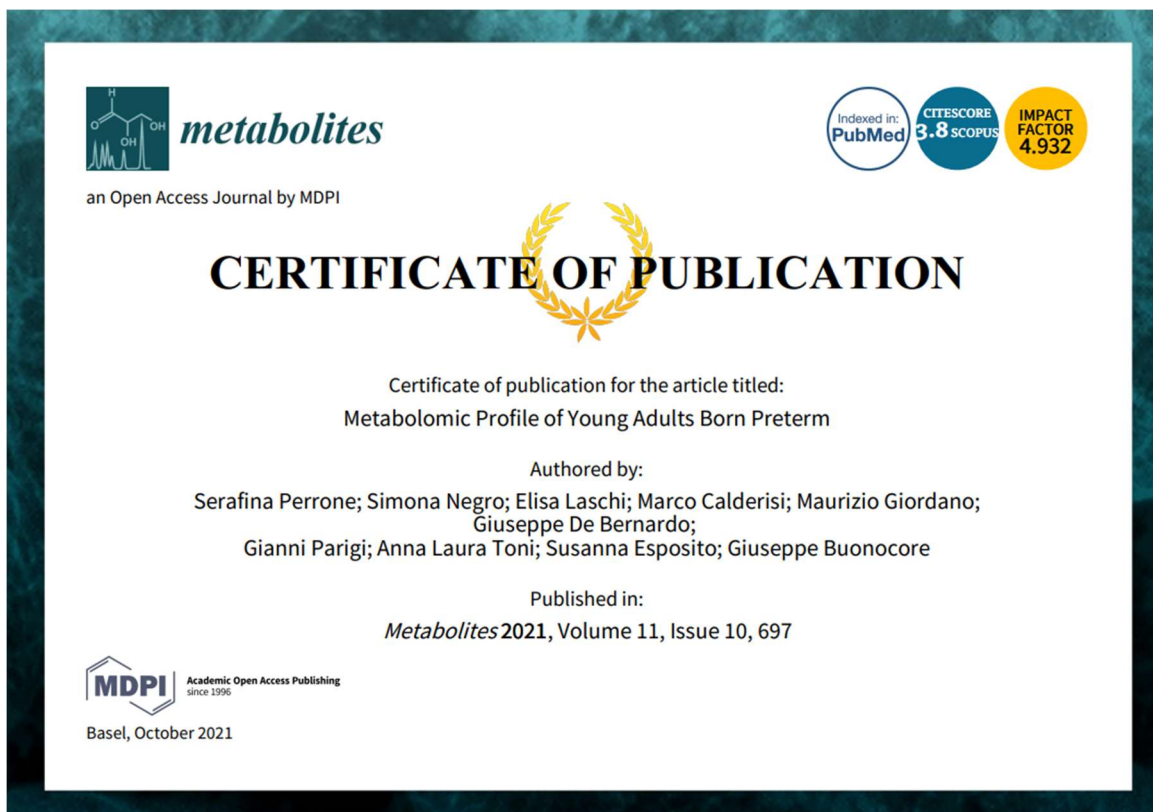 H
O
OH
OH
metabolites
an Open Access Journal by MDPI
Indexed in:
PubMed
CITESCORE
3.8 SCOPUS
IMPACT
FACTOR
4.932
CERTIFICATE OF PUBLICATION
Certificate of publication for the article titled:
Metabolomic Profile of Young Adults Born Preterm
Authored by:
Serafina Perrone; Simona Negro; Elisa Laschi; Marco Calderisi; Maurizio Giordano;
Giuseppe De Bernardo;
Gianni Parigi; Anna Laura Toni; Susanna Esposito; Giuseppe Buonocore
Published in:
Metabolites 2021, Volume 11, Issue 10, 697
MDPI
Academic Open Access Publishing
since 1996
Basel, October 2021